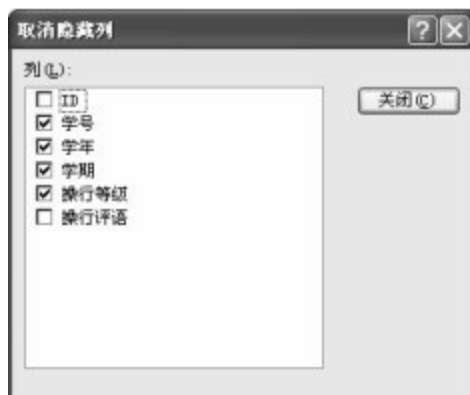 取消隐藏列
列(L):
关闭(C)
ID
学号
学年
学期
操行等级
操行评语